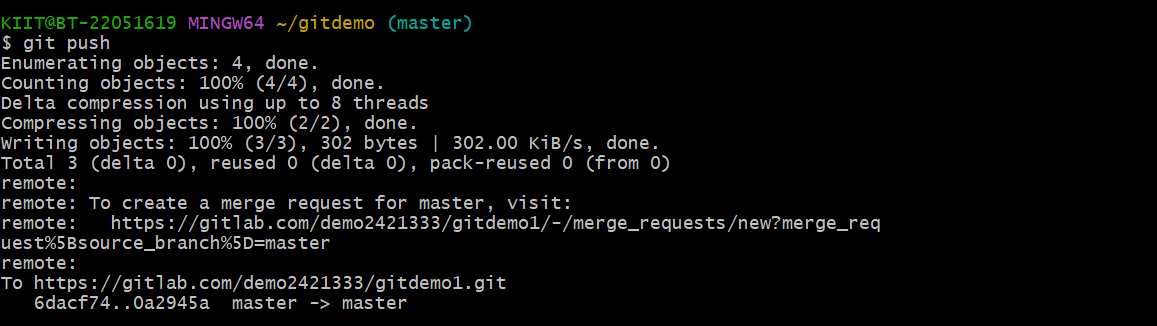 KIIT@BT-22051619 MINGW64 ~/gitdemo (master)
$ git push
Enumerating objects: 4, done.
Counting objects: 100% (4/4), done.
Delta compression using up to 8 threads
Compressing objects: 100% (2/2), done.
Writing objects: 100% (3/3), 302 bytes | 302.00 KiB/s, done.
Total 3 (delta 0), reused 0 (delta 0), pack-reused 0 (from 0)
remote:
remote: To create a merge request for master, visit:
remote:   https://gitlab.com/demo2421333/gitdemo1/-/merge_requests/new?merge_req
uest%5Bsource_branch%5D=master
remote:
To https://gitlab.com/demo2421333/gitdemo1.git
   6dacf74..0a2945a  master -> master